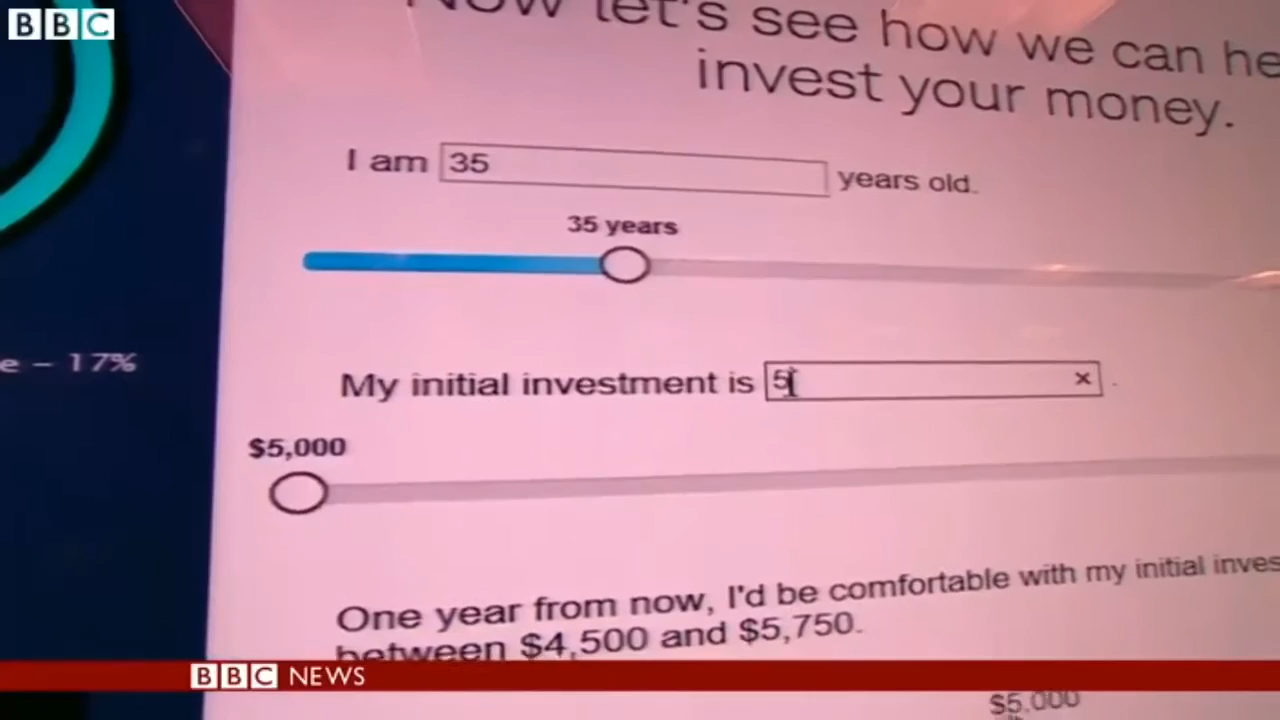 BBC
Now let's see how we can
invest your money.
I am 35 years old.
35 years
e – 17%
My initial investment is 5 ×.
$5,000
One year from now, I'd be comfortable with my initial
between $4,500 and $5,750.
BBC NEWS
$5,000